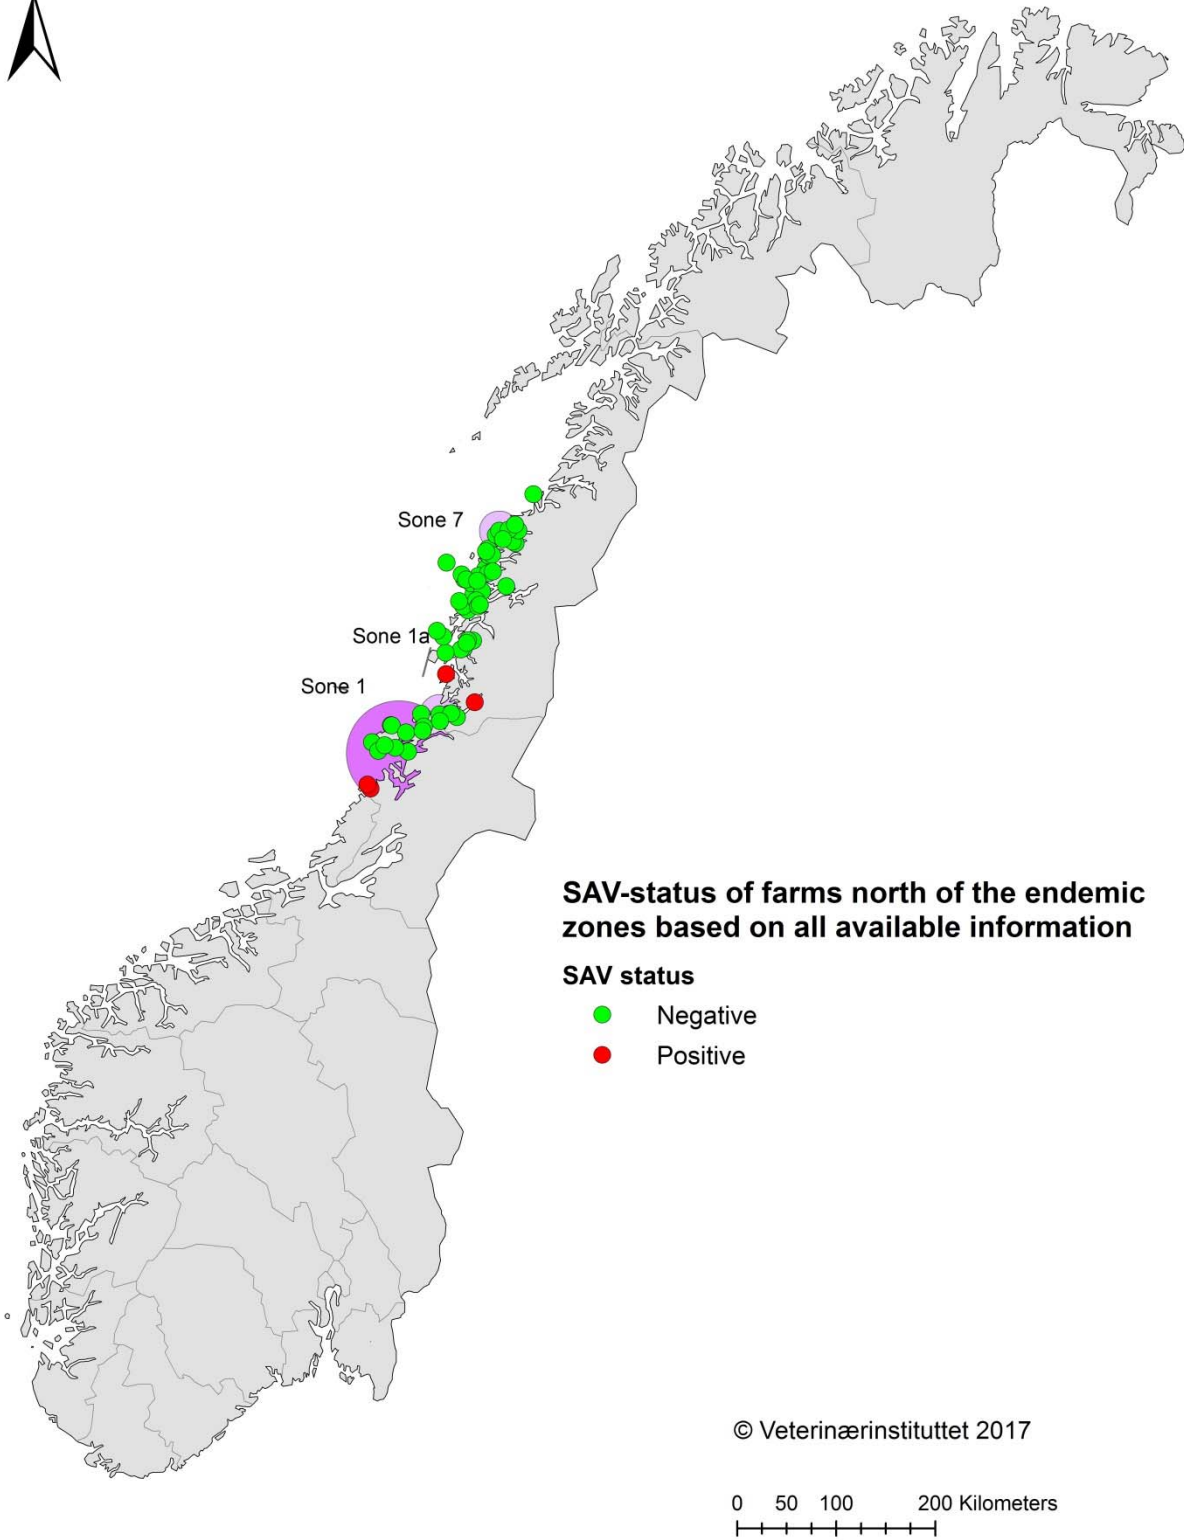 Sone 7
Sone 1a
Sone 1
SAV-status of farms north of the endemic
zones based on all available information
SAV status
Negative
Positive
© Veterinærinstituttet 2017
0 50 100 200 Kilometers